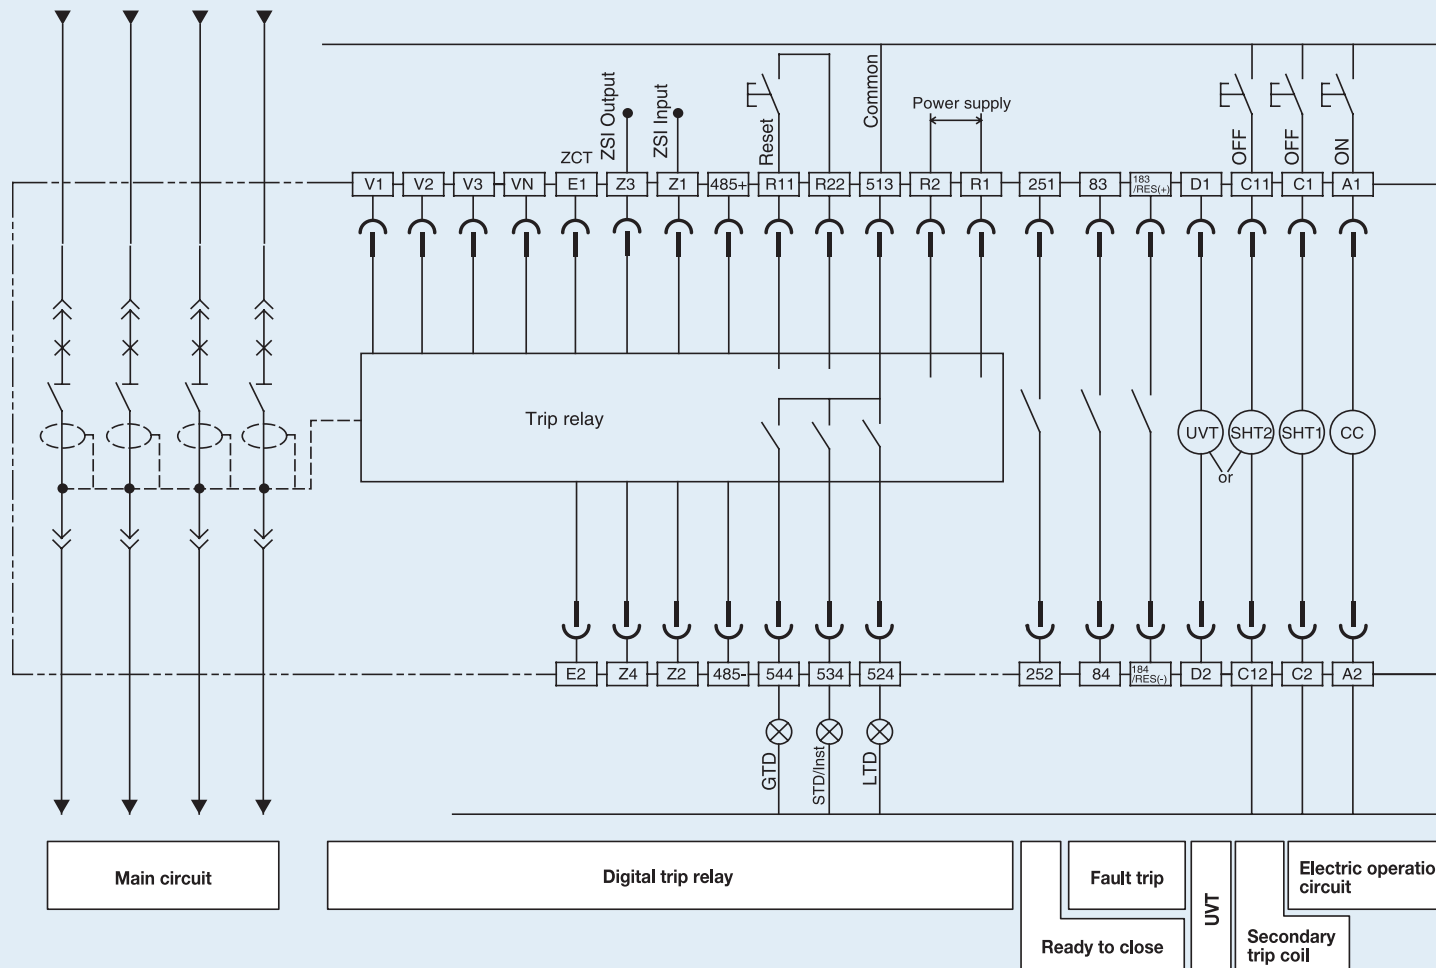 ZSI Output
ZSI Input
Reset
Common
Power supply
OFF
OFF
ON
ZCT
V1
V2
V3
VN
E1
Z3
Z1
485+
R11
R22
513
R2
R1
251
83
183
/RES(+)
D1
C11
C1
A1
Trip relay
UVT
SHT2
SHT1
CC
or
E2
Z4
Z2
485-
544
534
524
252
84
184
/RES(-)
D2
C12
C2
A2
GTD
STD/Inst
LTD
Main circuit
Digital trip relay
Fault trip
Ready to close
UVT
Secondary
trip coil
Electric operatio
circuit